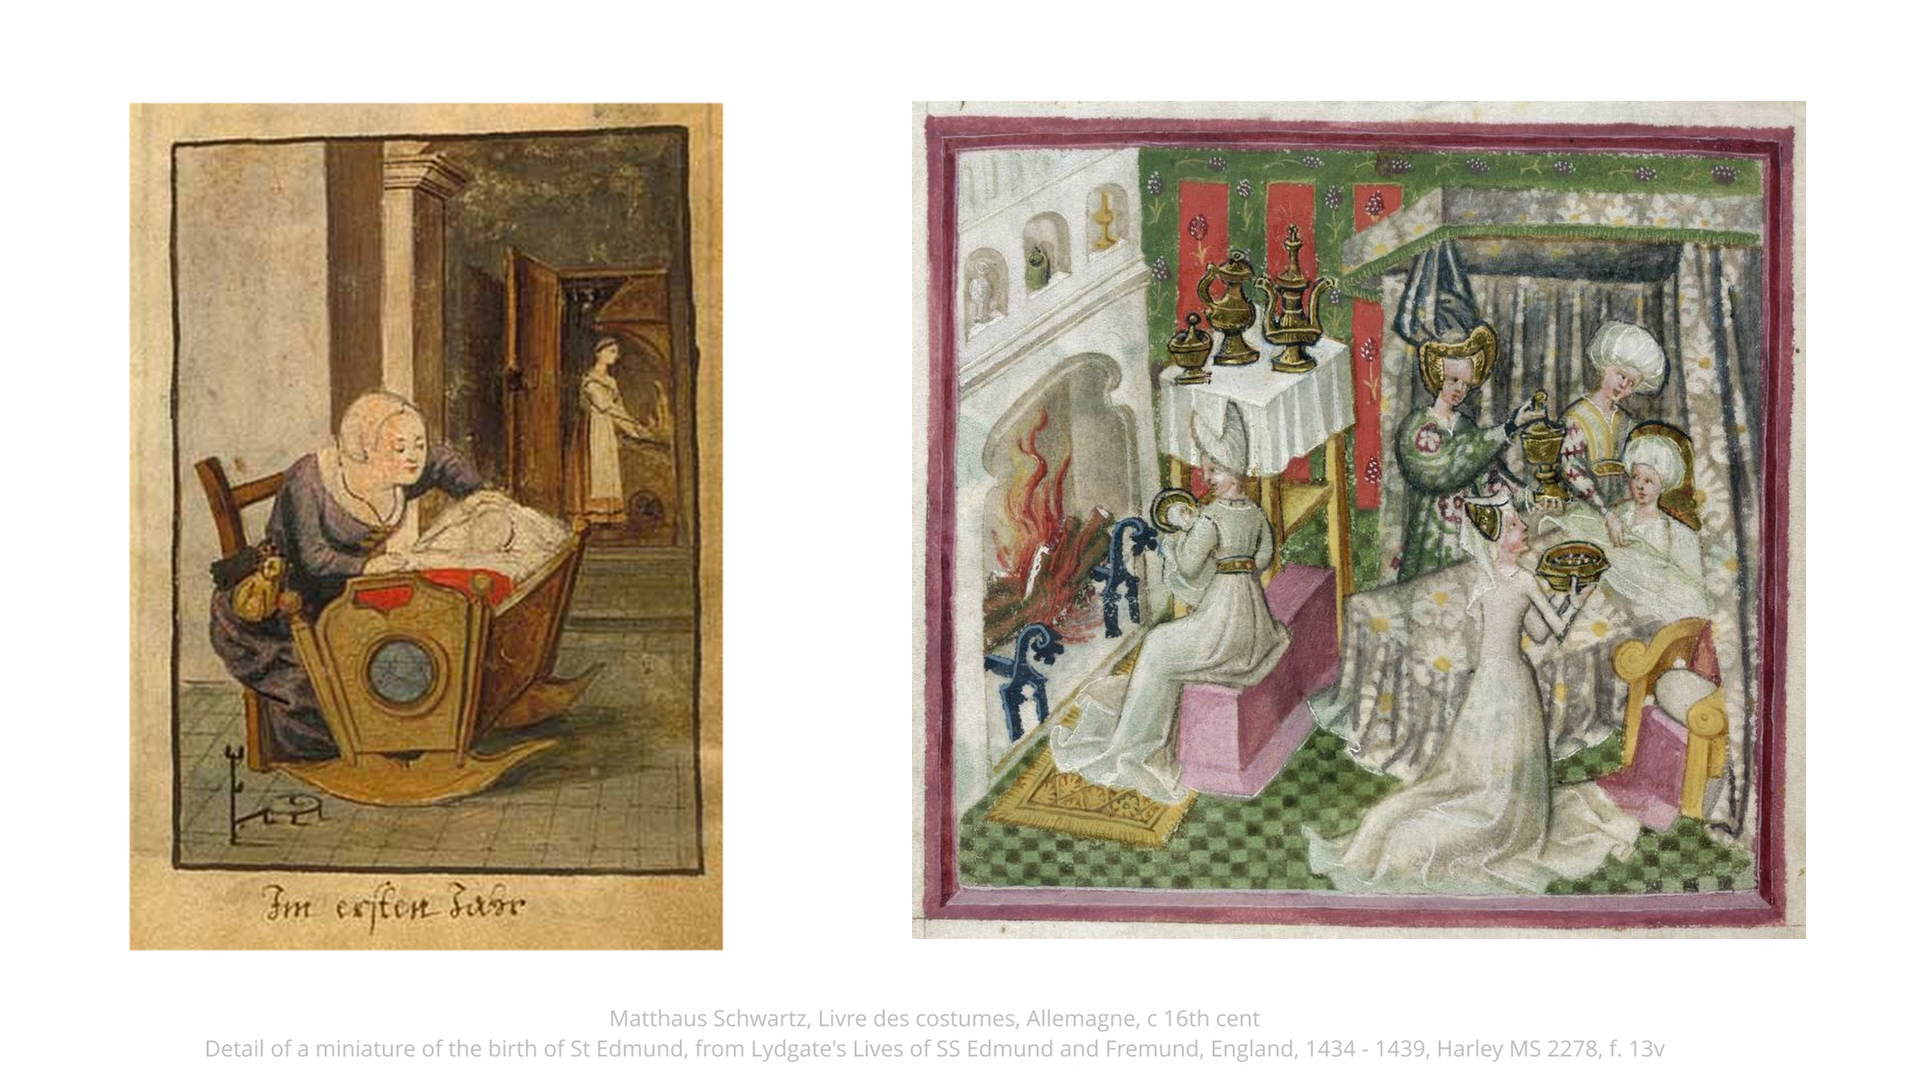 Im ersten Jahr
Matthaus Schwartz, Livre des costumes, Allemagne, c 16th cent
Detail of a miniature of the birth of St Edmund, from Lydgate's Lives of SS Edmund and Fremund, England, 1434 - 1439, Harley MS 2278, f. 13v